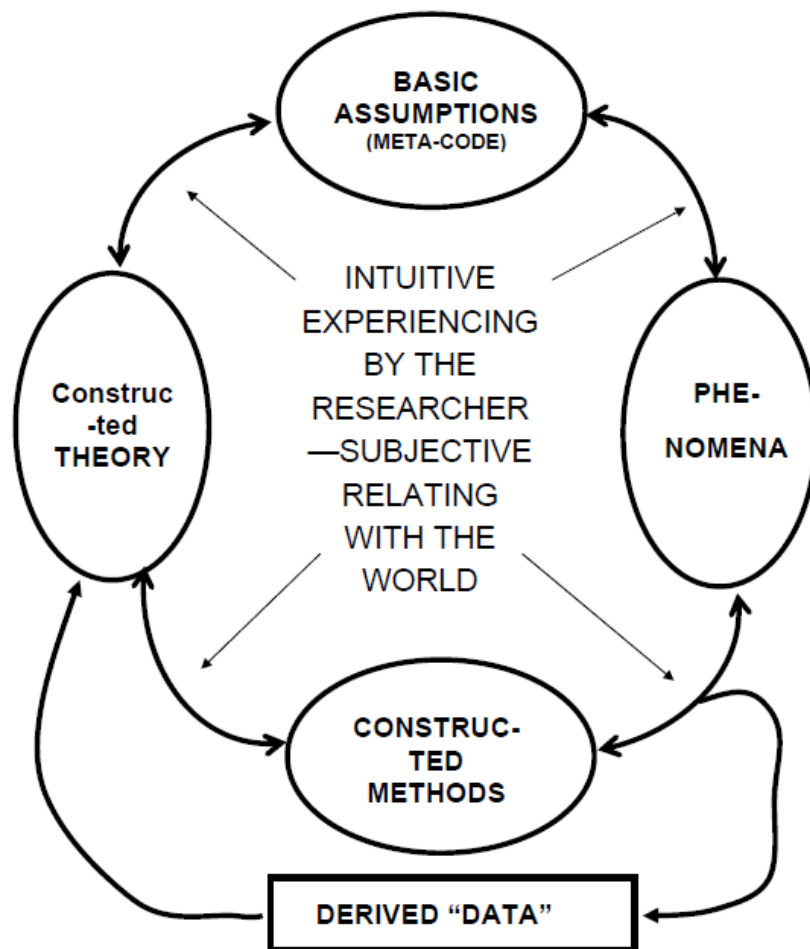 BASIC
ASSUMPTIONS
(META-CODE)
INTUITIVE
EXPERIENCING
BY THE
RESEARCHER
—SUBJECTIVE
RELATING
WITH THE
WORLD
Construc
-ted
THEORY
PHE-
NOMENA
CONSTRUC-
TED
METHODS
DERIVED “DATA”